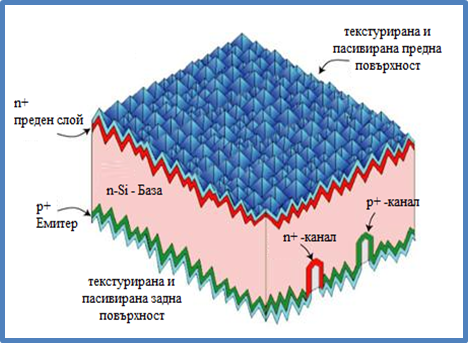 текстурирана и
пасивирана предна
повърхност
n+
преден слой
n-Si - База
p+
Емитер
p+ -канал
n+ -канал
текстурирана и
пасивирана задна
повърхност